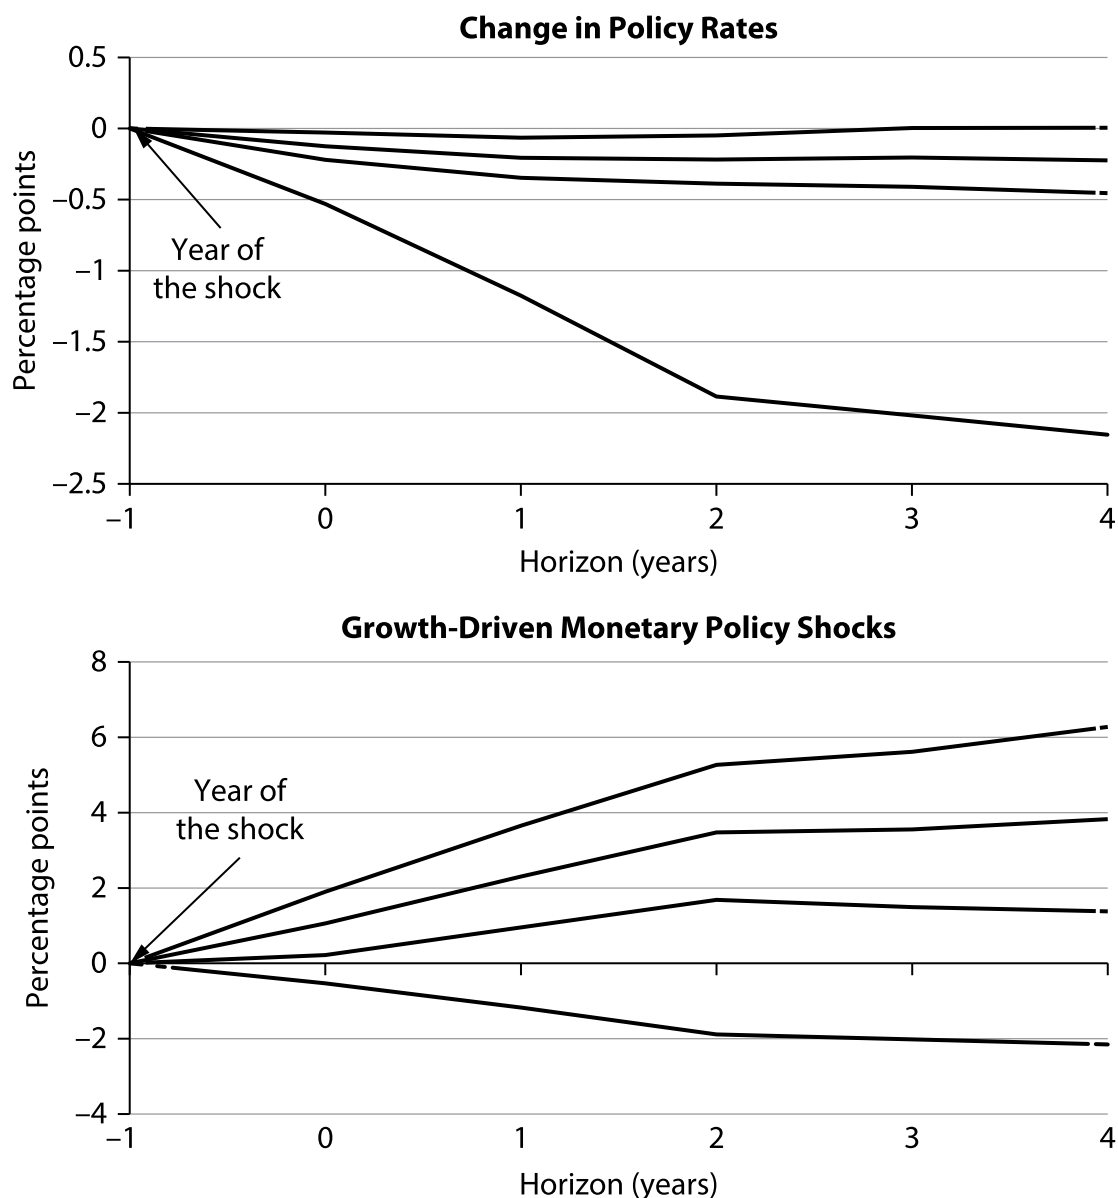 Change in Policy Rates
0.5
0
–0.5
–1
–1.5
–2
–2.5
Percentage points
Year of
the shock
–1 0 1 2 3 4
Horizon (years)
Growth-Driven Monetary Policy Shocks
8
6
4
2
0
–2
–4
Percentage points
Year of
the shock
–1 0 1 2 3 4
Horizon (years)